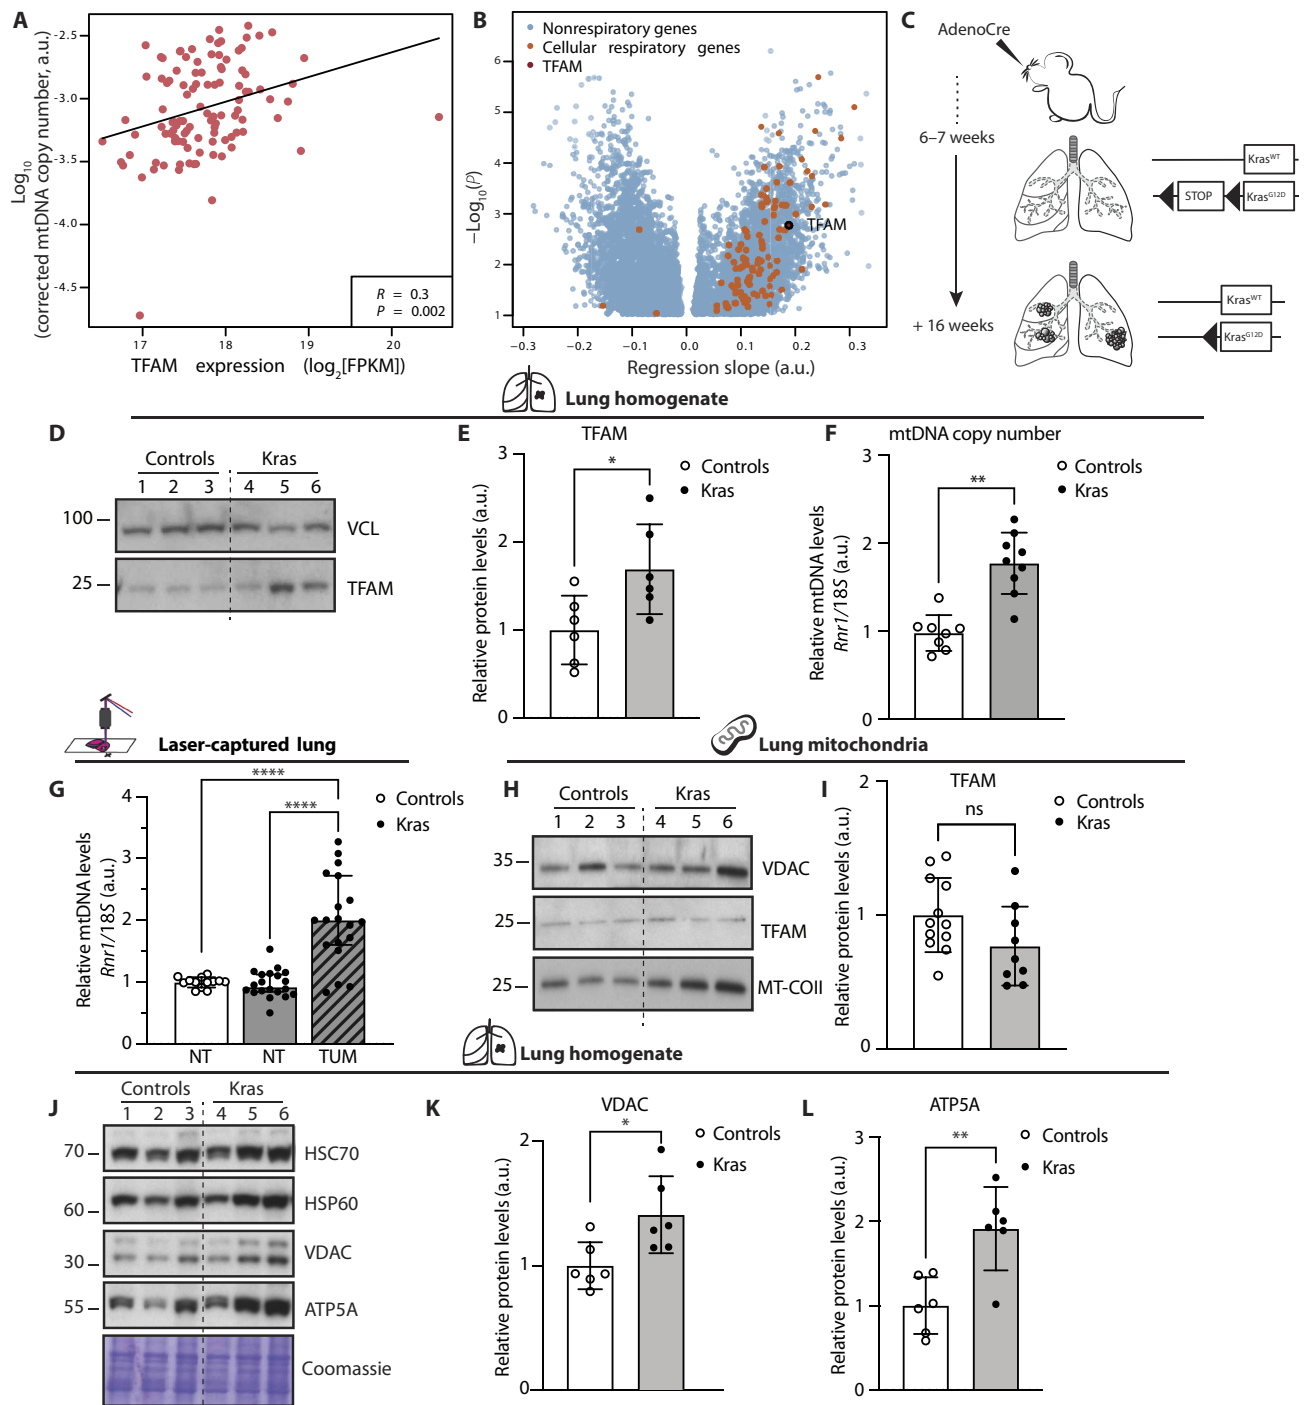 A
Log10
(corrected mtDNA copy number, a.u.)
-2.5
-3.0
-3.5
-4.0
-4.5
R = 0.3
P = 0.002
17 18 19 20
TFAM expression (log2[FPKM])
B
Nonrespiratory genes
Cellular respiratory genes
TFAM
−Log10(P)
6
5
4
3
2
1
TFAM
−0.3 −0.2 −0.1 0.0 0.1 0.2 0.3
Regression slope (a.u.)
C
AdenoCre
6–7 weeks
+ 16 weeks
KrasWT
STOP KrasG12D
KrasWT
KrasG12D
Lung homogenate
D
Controls Kras
1 2 3 4 5 6
100 VCL
25 TFAM
E
TFAM
Relative protein levels (a.u.)
3
2
1
0
*
Controls
Kras
F
mtDNA copy number
Relative mtDNA levels
Rnr1/18S (a.u.)
3
2
1
0
**
Controls
Kras
Laser-captured lung
G
Relative mtDNA levels
Rnr1/18S (a.u.)
4
3
2
1
0
****
****
Controls
Kras
NT NT TUM
Lung mitochondria
H
Controls Kras
1 2 3 4 5 6
35 VDAC
25 TFAM
25 MT-COII
I
TFAM
Relative protein levels (a.u.)
2
1
0
ns
Controls
Kras
Lung homogenate
J
Controls Kras
1 2 3 4 5 6
70 HSC70
60 HSP60
30 VDAC
55 ATP5A
Coomassie
K
VDAC
Relative protein levels (a.u.)
2
1
0
*
Controls
Kras
L
ATP5A
Relative protein levels (a.u.)
3
2
1
0
**
Controls
Kras